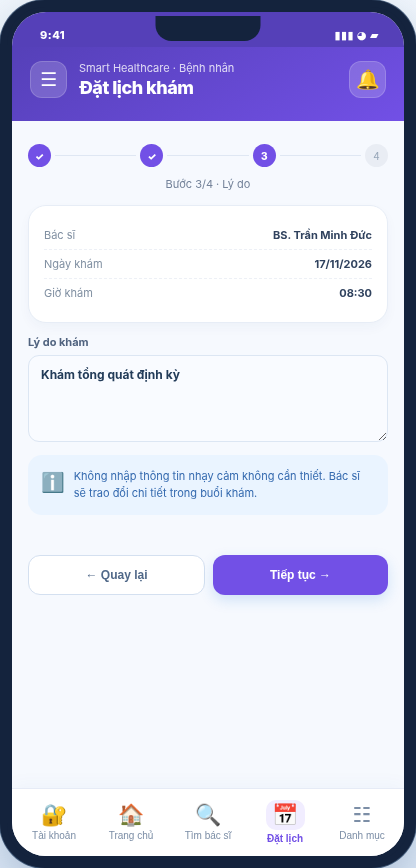 9:41
Smart Healthcare · Bệnh nhân
Đặt lịch khám
3
4
Bước 3/4 · Lý do
Bác sĩ
BS. Trần Minh Đức
Ngày khám
17/11/2026
Giờ khám
08:30
Lý do khám
Khám tổng quát định kỳ
Không nhập thông tin nhạy cảm không cần thiết. Bác sĩ
sẽ trao đổi chi tiết trong buổi khám.
← Quay lại
Tiếp tục →
Tài khoản
Trang chủ
Tìm bác sĩ
Đặt lịch
Danh mục